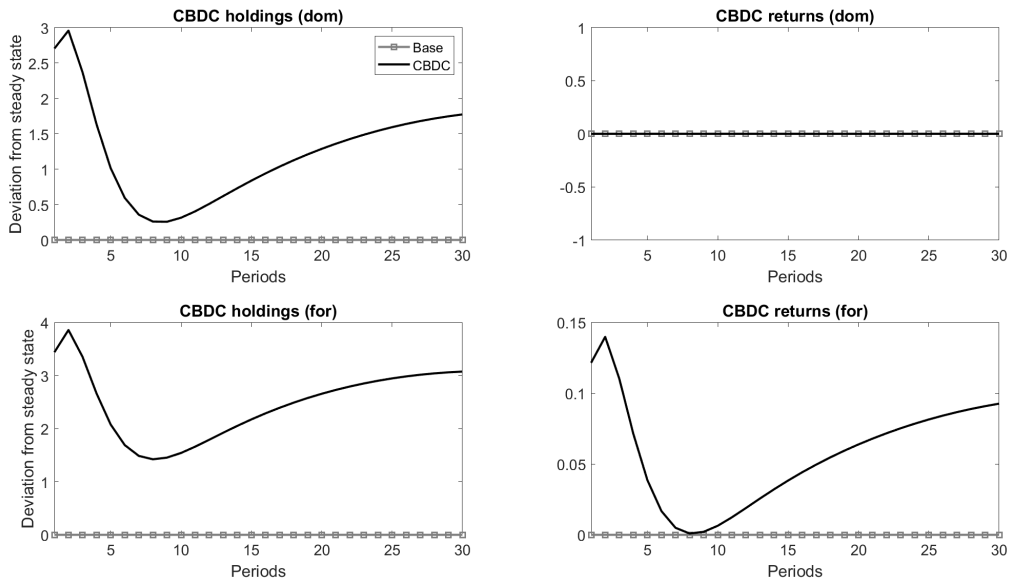 CBDC holdings (dom)
Deviation from steady state
3
2.5
2
1.5
1
0.5
0
Base
CBDC
5 10 15 20 25 30
Periods
CBDC returns (dom)
1
0.5
0
-0.5
-1
5 10 15 20 25 30
Periods
CBDC holdings (for)
Deviation from steady state
4
3
2
1
0
5 10 15 20 25 30
Periods
CBDC returns (for)
0.15
0.1
0.05
0
5 10 15 20 25 30
Periods